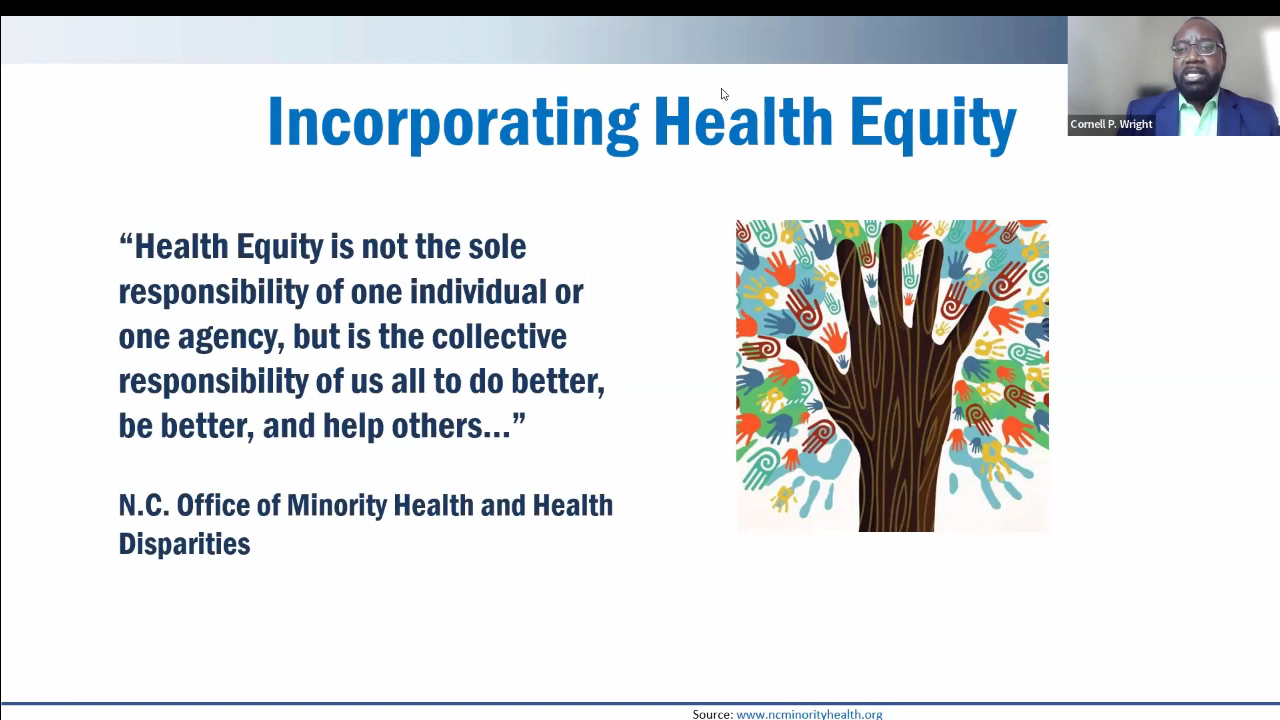 Incorporating Health Equity
Cornell P. Wright
“Health Equity is not the sole
responsibility of one individual or
one agency, but is the collective
responsibility of us all to do better,
be better, and help others...”
N.C. Office of Minority Health and Health
Disparities
Source: www.ncminorityhealth.org